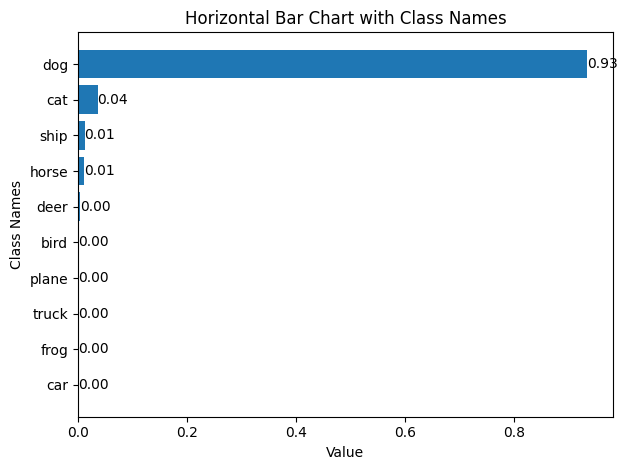 Horizontal Bar Chart with Class Names
Class Names
dog 0.93
cat 0.04
ship 0.01
horse 0.01
deer 0.00
bird 0.00
plane 0.00
truck 0.00
frog 0.00
car 0.00
0.0 0.2 0.4 0.6 0.8
Value